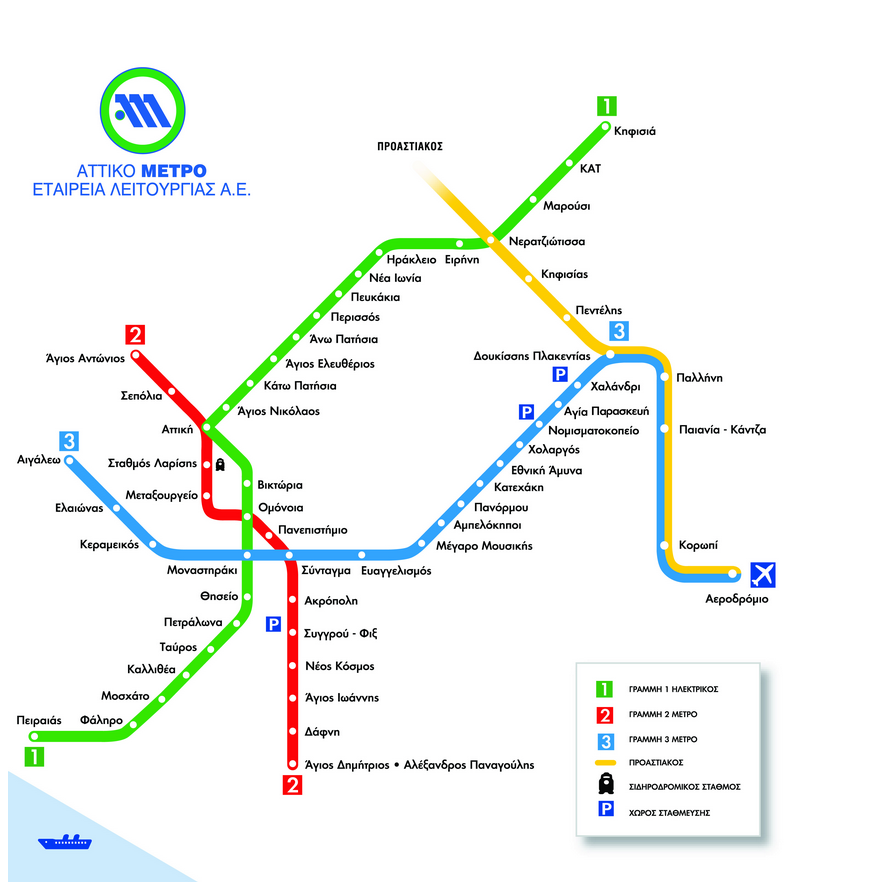 ΑΤΤΙΚΟ ΜΕΤΡΟ
ΕΤΑΙΡΕΙΑ ΛΕΙΤΟΥΡΓΙΑΣ Α.Ε.
ΠΡΟΑΣΤΙΑΚΟΣ
1
Κηφισιά
ΚΑΤ
Μαρούσι
Νερατζιώτισσα
Ηράκλειο
Ειρήνη
Κηφισίας
Νέα Ιωνία
Πευκάκια
Πεντέλης
Περισσός
2
3
Άνω Πατήσια
Άγιος Αντώνιος
Δουκίσσης Πλακεντίας
Άγιος Ελευθέριος
P
Παλλήνη
Κάτω Πατήσια
Χαλάνδρι
Σεπόλια
Άγιος Νικόλαος
P
Αγία Παρασκευή
Αττική
Νομισματοκοπείο
Παιανία - Κάντζα
3
Χολαργός
Αιγάλεω
Σταθμός Λαρίσης
Εθνική Άμυνα
Βικτώρια
Κατεχάκη
Μεταξουργείο
Ελαιώνας
Ομόνοια
Πανόρμου
Πανεπιστήμιο
Αμπελόκηποι
Κεραμεικός
Μέγαρο Μουσικής
Κορωπί
Μοναστηράκι
Σύνταγμα
Ευαγγελισμός
Θησείο
Ακρόπολη
Αεροδρόμιο
Πετράλωνα
P
Συγγρού - Φιξ
Ταύρος
Καλλιθέα
Νέος Κόσμος
Μοσχάτο
Άγιος Ιωάννης
Πειραιάς
Φάληρο
Δάφνη
1
Άγιος Δημήτριος • Αλέξανδρος Παναγούλης
2
1 ΓΡΑΜΜΗ 1 ΗΛΕΚΤΡΙΚΟΣ
2 ΓΡΑΜΜΗ 2 ΜΕΤΡΟ
3 ΓΡΑΜΜΗ 3 ΜΕΤΡΟ
ΠΡΟΑΣΤΙΑΚΟΣ
ΣΙΔΗΡΟΔΡΟΜΙΚΟΣ ΣΤΑΘΜΟΣ
P ΧΩΡΟΣ ΣΤΑΘΜΕΥΣΗΣ